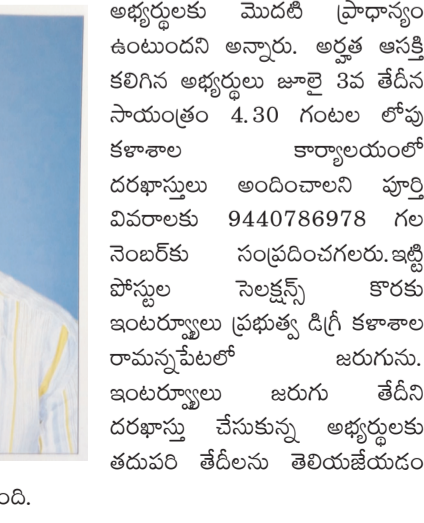 అభ్యర్థులకు మొదటి ప్రాధాన్యం
ఉంటుందని అన్నారు. అర్హత ఆసక్తి
కలిగిన అభ్యర్థులు జూలై 3వ తేదీన
సాయంత్రం 4.30 గంటల లోపు
కళాశాల కార్యాలయంలో
దరఖాస్తులు అందించాలని పూర్తి
వివరాలకు 9440786978 గల
నెంబర్‌కు సంప్రదించగలరు.ఇట్టి
పోస్టుల సెలక్షన్స్ కొరకు
ఇంటర్వ్యూలు ప్రభుత్వ డిగ్రీ కళాశాల
రామన్నపేటలో జరుగును.
ఇంటర్వ్యూలు జరుగు తేదీని
దరఖాస్తు చేసుకున్న అభ్యర్థులకు
తదుపరి తేదీలను తెలియజేయడం
ంది.